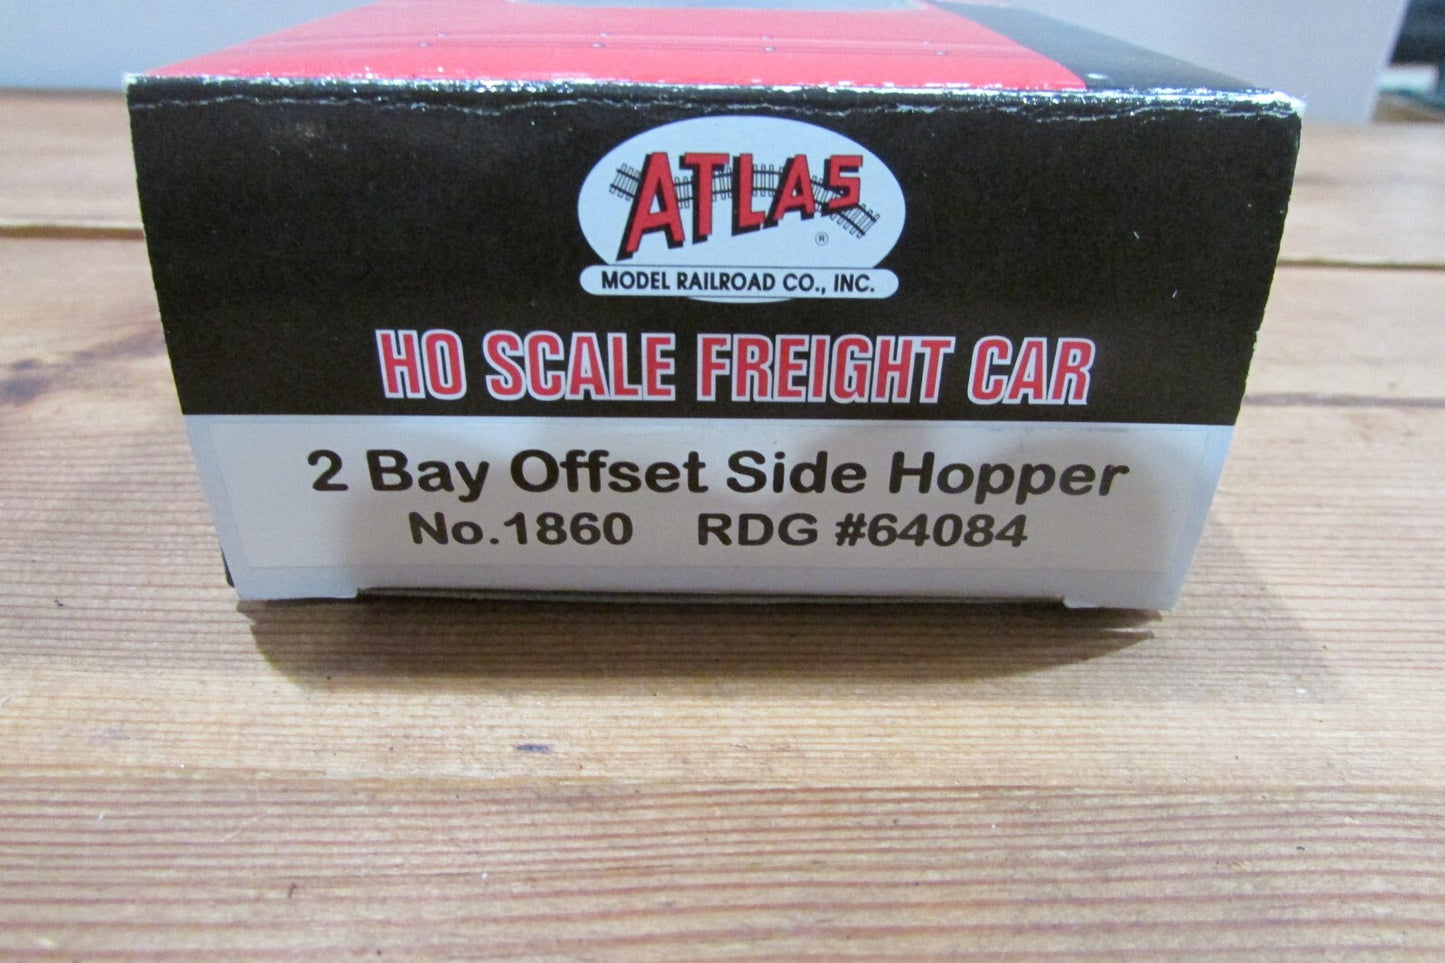 ATLAS
®
MODEL RAILROAD CO., INC.
HO SCALE FREIGHT CAR
2 Bay Offset Side Hopper
No.1860 RDG #64084